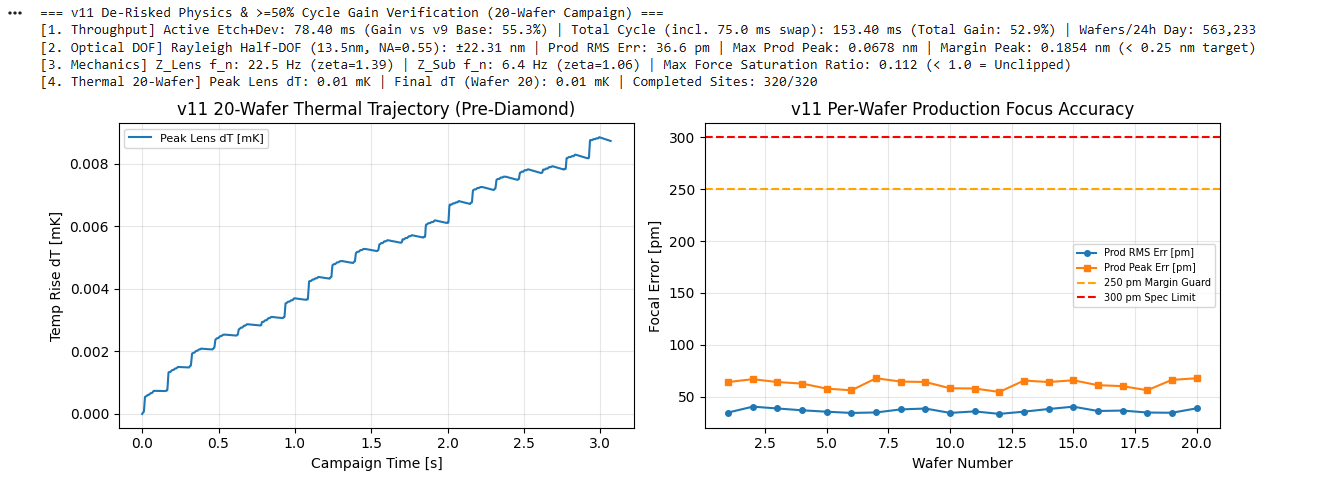 === v11 De-Risked Physics & >=50% Cycle Gain Verification (20-Wafer Campaign) ===
[1. Throughput] Active Etch+Dev: 78.40 ms (Gain vs v9 Base: 55.3%) | Total Cycle (incl. 75.0 ms swap): 153.40 ms (Total Gain: 52.9%) | Wafers/24h Day: 563,233
[2. Optical DOF] Rayleigh Half-DOF (13.5nm, NA=0.55): ±22.31 nm | Prod RMS Err: 36.6 pm | Max Prod Peak: 0.0678 nm | Margin Peak: 0.1854 nm (< 0.25 nm target)
[3. Mechanics] Z_Lens f_n: 22.5 Hz (zeta=1.39) | Z_Sub f_n: 6.4 Hz (zeta=1.06) | Max Force Saturation Ratio: 0.112 (< 1.0 = Unclipped)
[4. Thermal 20-Wafer] Peak Lens dT: 0.01 mK | Final dT (Wafer 20): 0.01 mK | Completed Sites: 320/320
v11 20-Wafer Thermal Trajectory (Pre-Diamond)
Peak Lens dT [mK]
Temp Rise dT [mK]
0.008
0.006
0.004
0.002
0.000
0.0 0.5 1.0 1.5 2.0 2.5 3.0
Campaign Time [s]
v11 Per-Wafer Production Focus Accuracy
Focal Error [pm]
300
250
200
150
100
50
Prod RMS Err [pm]
Prod Peak Err [pm]
250 pm Margin Guard
300 pm Spec Limit
2.5 5.0 7.5 10.0 12.5 15.0 17.5 20.0
Wafer Number